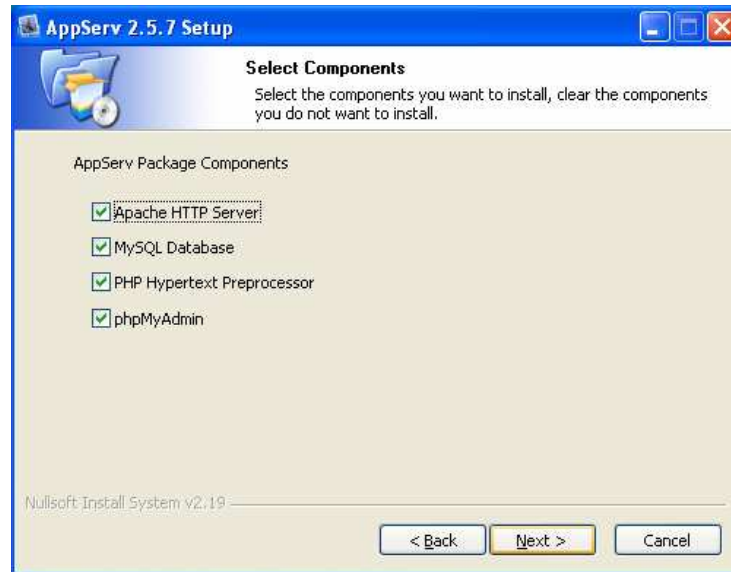 AppServ 2.5.7 Setup
Select Components
Select the components you want to install, clear the components
you do not want to install.
AppServ Package Components
Apache HTTP Server
MySQL Database
PHP Hypertext Preprocessor
phpMyAdmin
Nullsoft Install System v2.19
< Back
Next >
Cancel